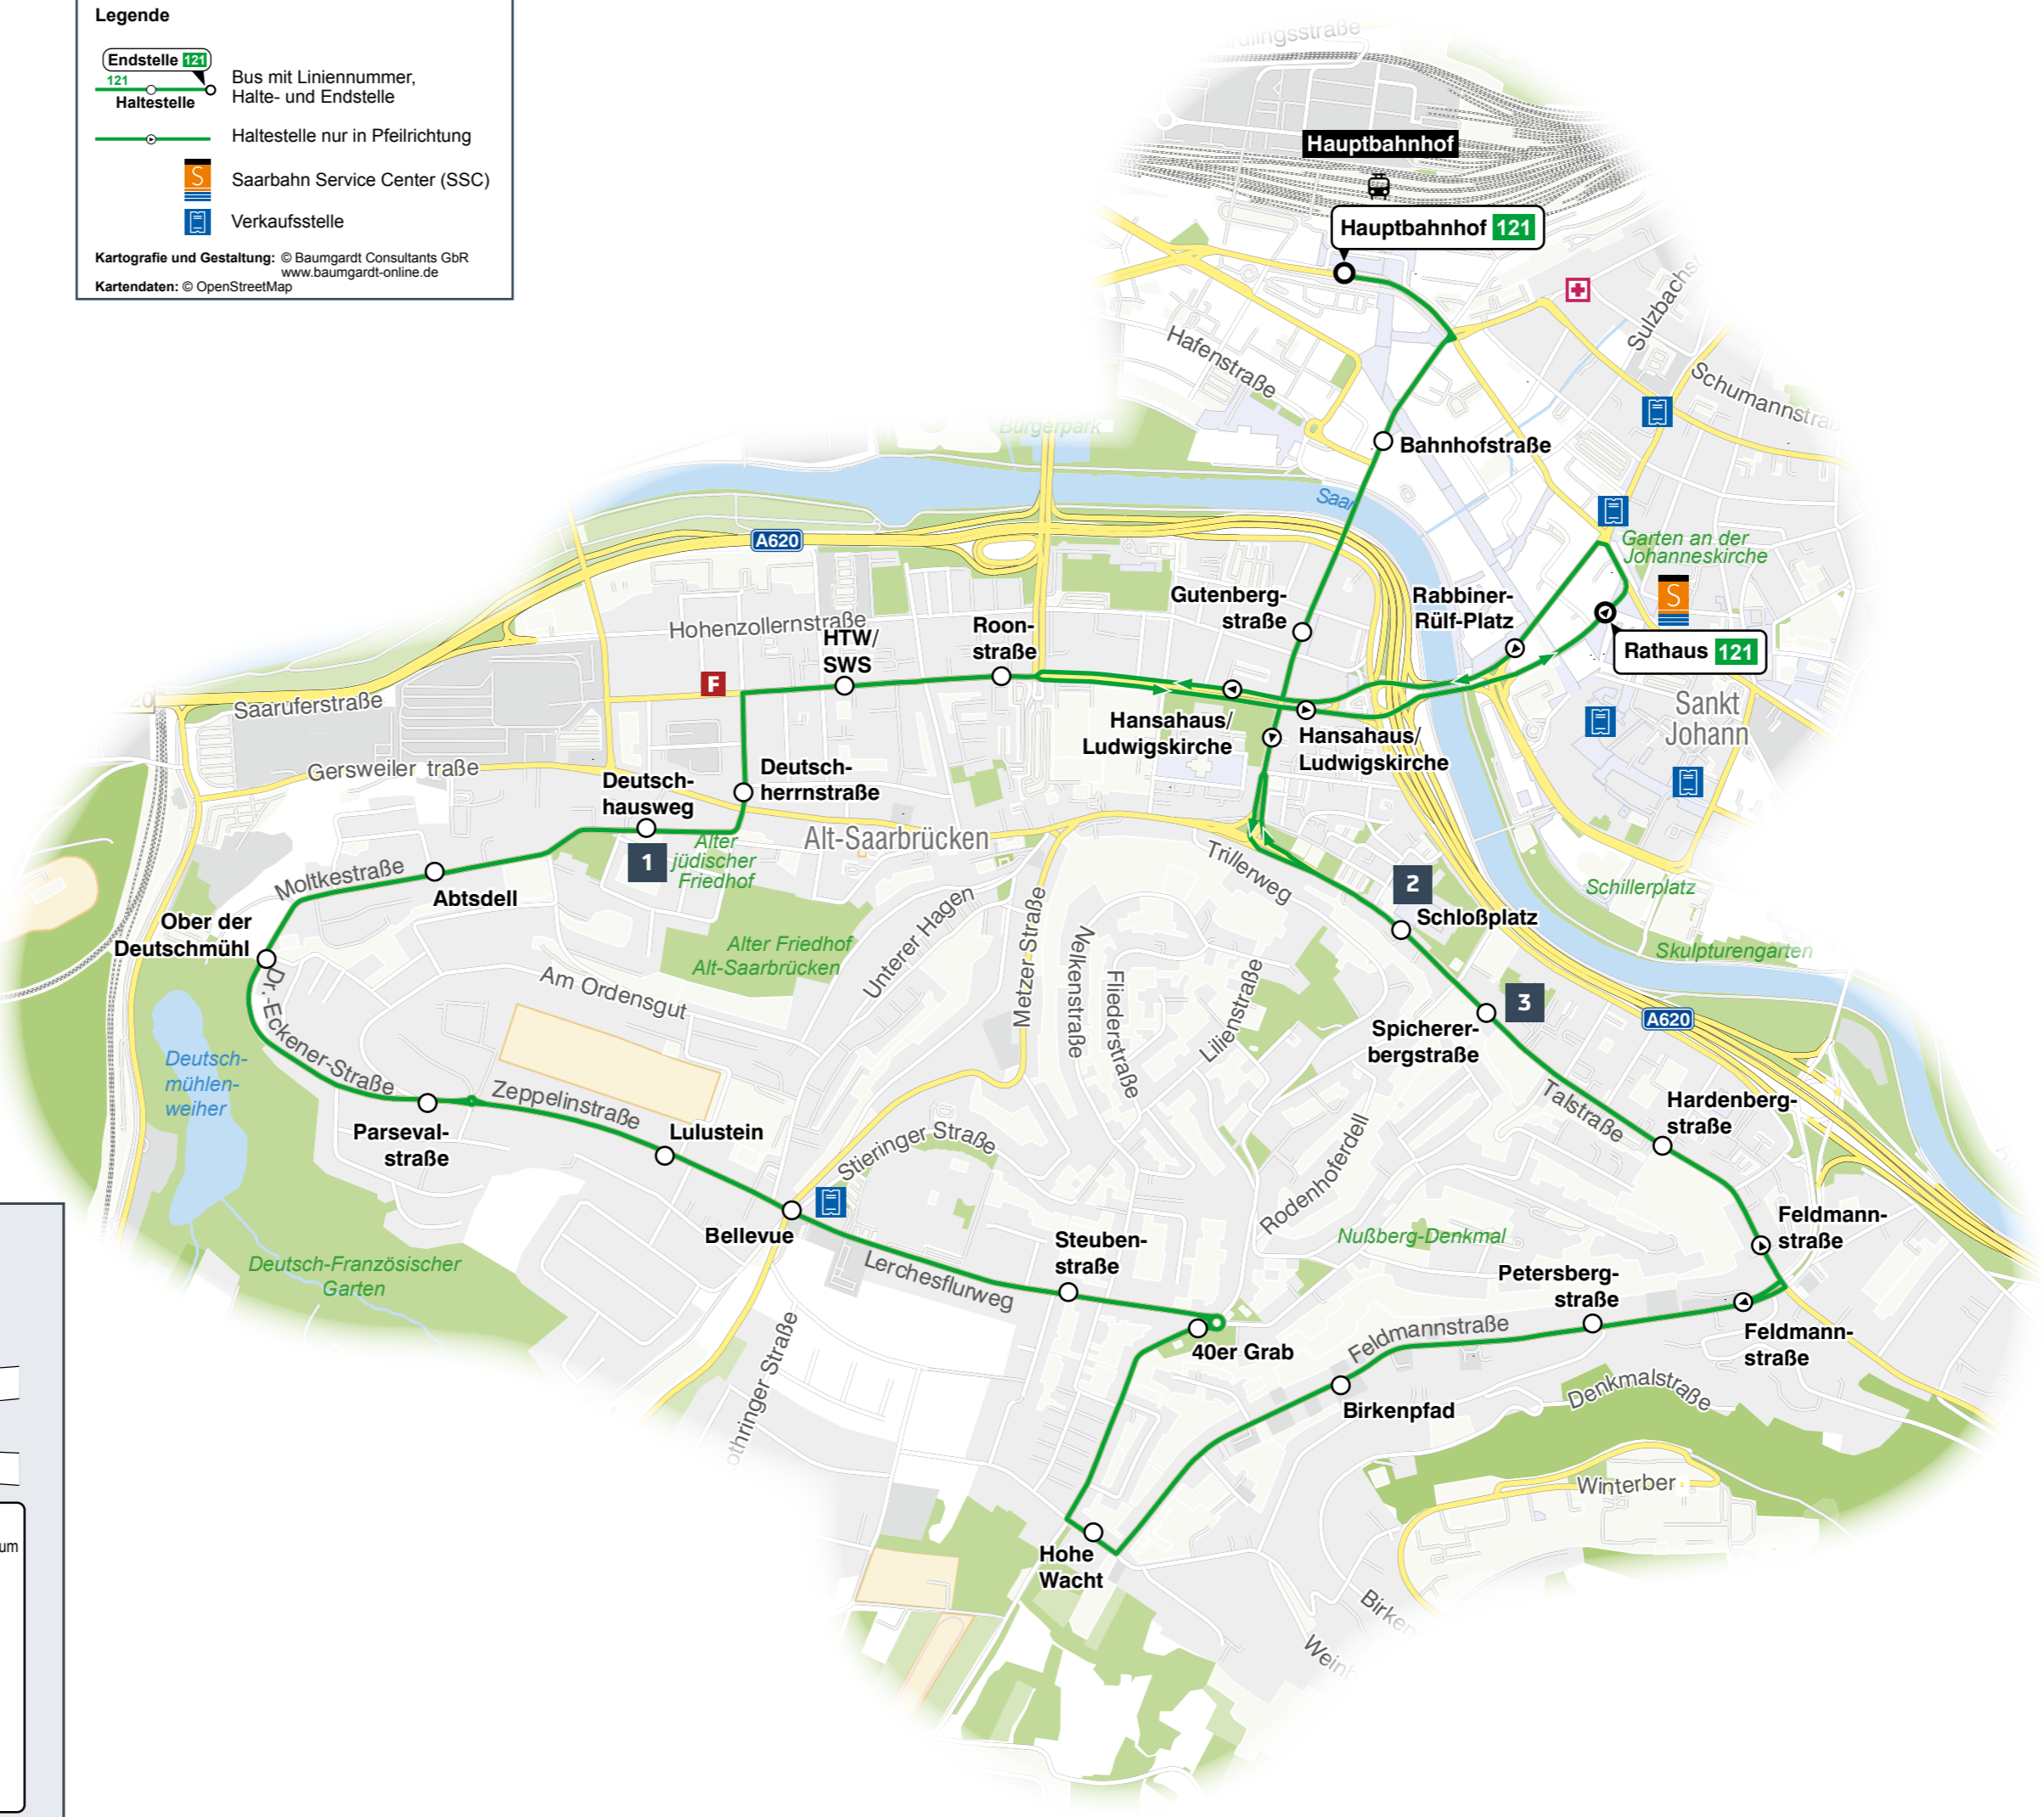 Legende
Endstelle 121
121
Haltestelle
Bus mit Liniennummer,
Halte- und Endstelle
Haltestelle nur in Pfeilrichtung
S
Saarbahn Service Center (SSC)
Verkaufsstelle
Kartografie und Gestaltung: © Baumgardt Consultants GbR
www.baumgardt-online.de
Kartendaten: © OpenStreetMap
Hauptbahnhof
Hauptbahnhof 121
Sulzbachst
Hafenstraße
Schumannstra
Bürgerpark
Bahnhofstraße
Saar
A620
Garten an der
Johanneskirche
S
Gutenberg-
straße
Rabbiner-
Rülf-Platz
Hohenzollernstraße
HTW/
SWS
Roon-
straße
Rathaus 121
F
Saaruferstraße
Sankt
Johann
Hansahaus/
Ludwigskirche
Hansahaus/
Ludwigskirche
Gersweiler traße
Deutsch-
hausweg
Deutsch-
herrnstraße
Alt-Saarbrücken
1
Alter
jüdischer
Friedhof
Trillerweg
Moltkestraße
Abtsdell
2
Schillerplatz
Schloßplatz
Ober der
Deutschmühl
Alter Friedhof
Alt-Saarbrücken
Unterer Hagen
Metzer Straße
Nelkenstraße
Fliederstraße
Lilienstraße
Skulpturengarten
Am Ordensgut
3
A620
Dr.-Eckener-Straße
Spicherer-
bergstraße
Deutsch-
mühlen-
weiher
Zeppelinstraße
Talstraße
Hardenberg-
straße
Parseval-
straße
Lulustein
Stieringer Straße
Rodenhoferdell
Bellevue
Feldmann-
straße
Nußberg-Denkmal
Steuben-
straße
Lerchesflurweg
Deutsch-Französischer
Garten
Petersberg-
straße
Feldmannstraße
Feldmann-
straße
40er Grab
othringer Straße
Denkmalstraße
Birkenpfad
Winterber
Hohe
Wacht
um
Birke
Wein